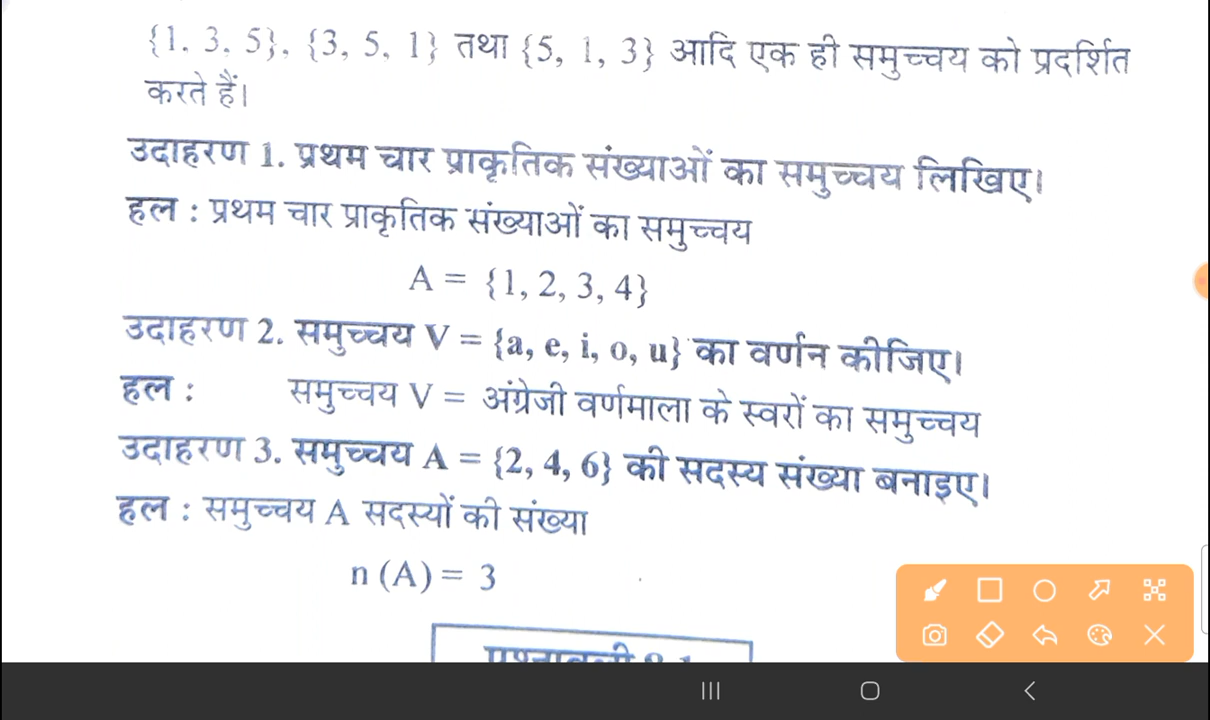 {1. 3. 5}, {3, 5, 1} तथा {5, 1, 3} आदि एक ही समुच्चय को प्रदर्शित
करते हैं।
उदाहरण 1. प्रथम चार प्राकृतिक संख्याओं का समुच्चय लिखिए।
हल : प्रथम चार प्राकृतिक संख्याओं का समुच्चय
A = {1, 2, 3, 4}
उदाहरण 2. समुच्चय V = {a, e, i, o, u} का वर्णन कीजिए।
हल : समुच्चय V = अंग्रेजी वर्णमाला के स्वरों का समुच्चय
उदाहरण 3. समुच्चय A = {2, 4, 6} की सदस्य संख्या बनाइए।
हल : समुच्चय A सदस्यों की संख्या
n (A) = 3